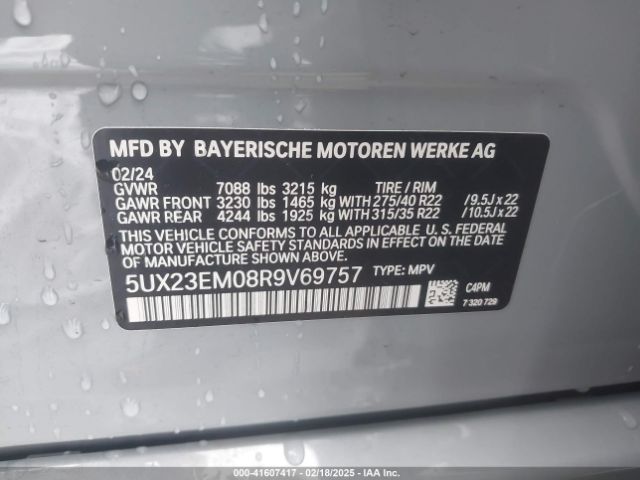 MFD BY BAYERISCHE MOTOREN WERKE AG
02/24
GVWR 7088 lbs 3215 kg TIRE / RIM
GAWR FRONT 3230 lbs 1465 kg WITH 275/40 R22 / 9.5J x 22
GAWR REAR 4244 lbs 1925 kg WITH 315/35 R22 / 10.5J x 22
THIS VEHICLE CONFORMS TO ALL APPLICABLE U. S. FEDERAL
MOTOR VEHICLE SAFETY STANDARDS IN EFFECT ON THE DATE
OF MANUFACTURE SHOWN ABOVE.
5UX23EM08R9V69757 TYPE: MPV
C4PM
7 320 729
000-41607417 - 02/18/2025 - IAA Inc.